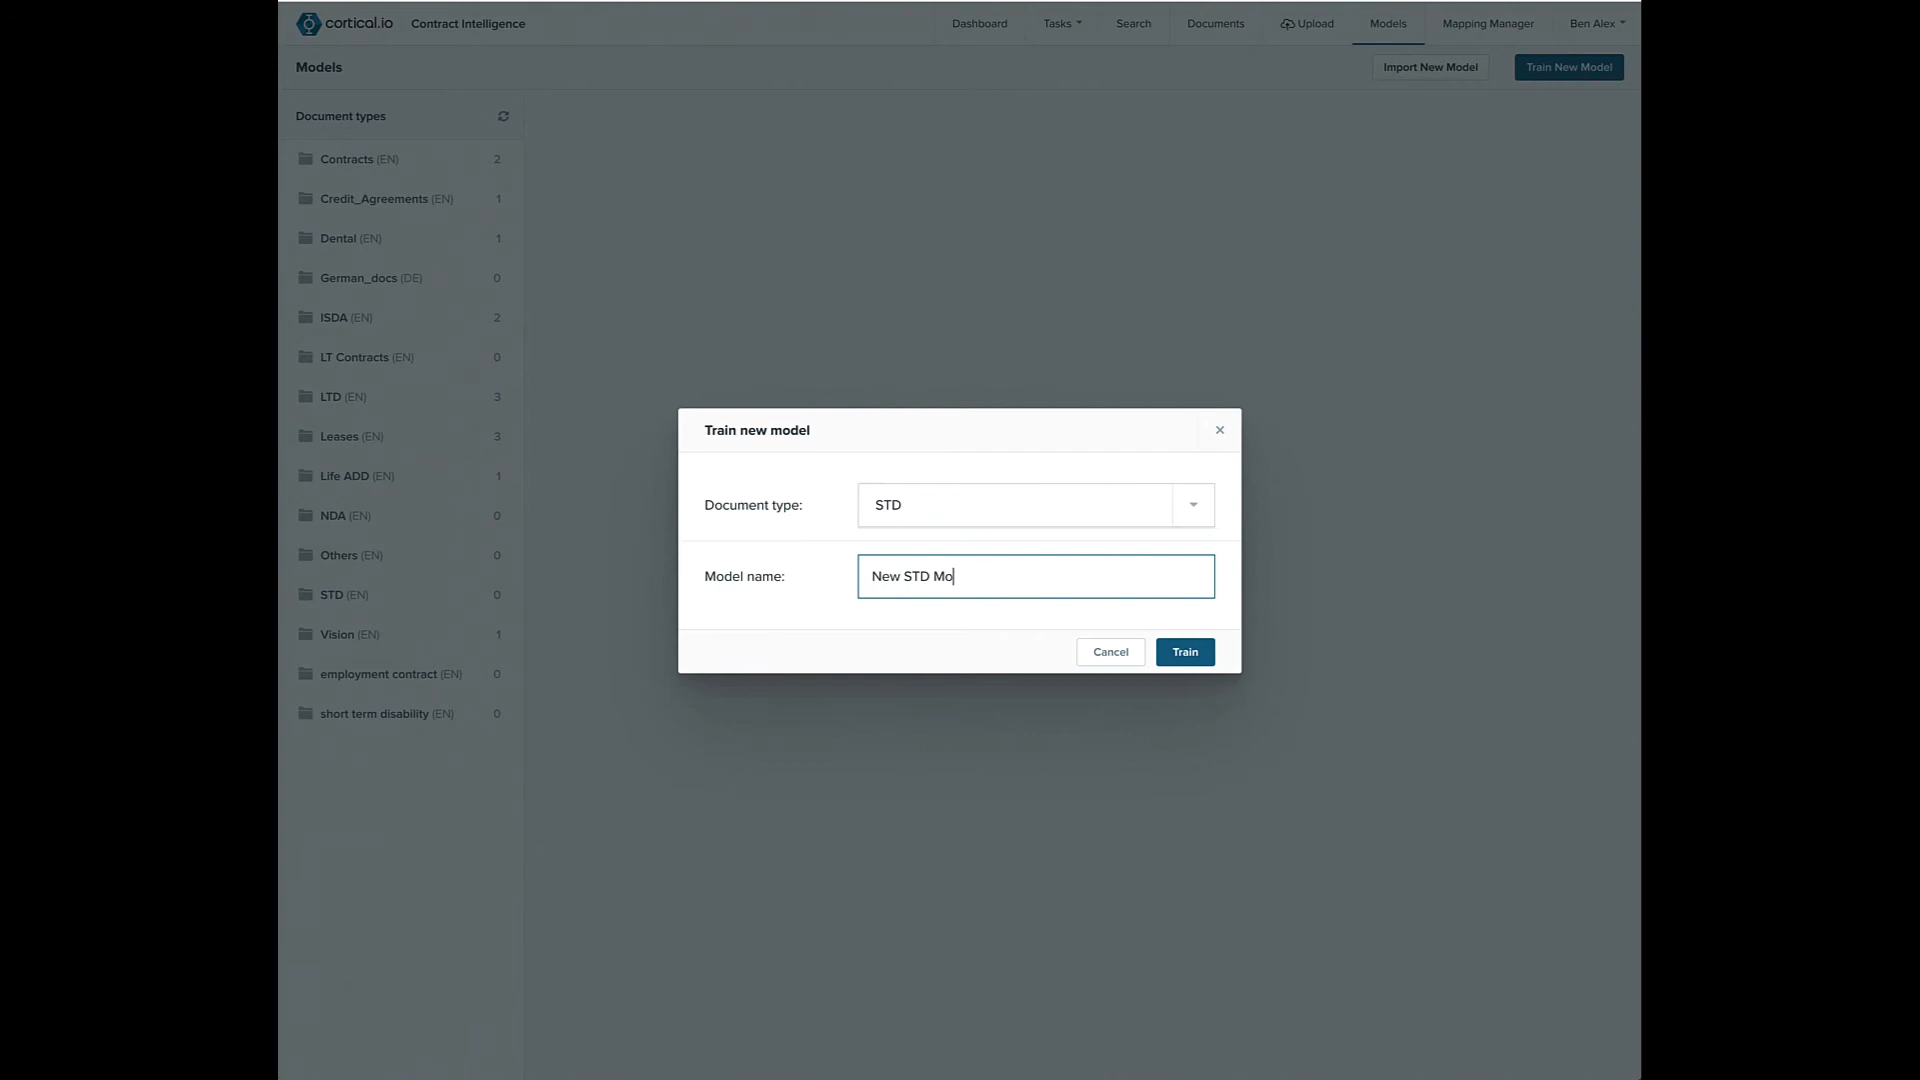 cortical.io Contract Intelligence Dashboard Tasks Search Documents Upload Models Mapping Manager Ben Alex
Models Import New Model Train New Model
Document types
Contracts (EN) 2
Credit_Agreements (EN) 1
Dental (EN) 1
German_docs (DE) 0
ISDA (EN) 2
LT Contracts (EN) 0
LTD (EN) 3
Leases (EN) 3
Life ADD (EN) 1
NDA (EN) 0
Others (EN) 0
STD (EN) 0
Vision (EN) 1
employment contract (EN) 0
short term disability (EN) 0
Train new model
Document type: STD
Model name: New STD Mo
Cancel Train